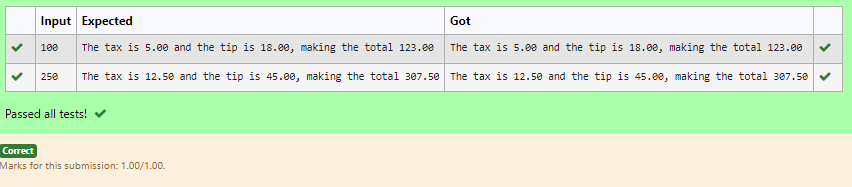 Input Expected Got
100 The tax is 5.00 and the tip is 18.00, making the total 123.00 The tax is 5.00 and the tip is 18.00, making the total 123.00
250 The tax is 12.50 and the tip is 45.00, making the total 307.50 The tax is 12.50 and the tip is 45.00, making the total 307.50
Passed all tests!
Correct
Marks for this submission: 1.00/1.00.